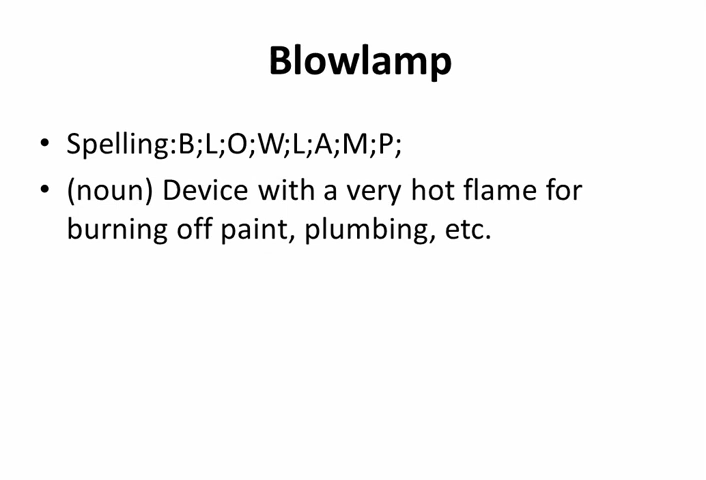 Blowlamp
• Spelling:B;L;O;W;L;A;M;P;
• (noun) Device with a very hot flame for
burning off paint, plumbing, etc.